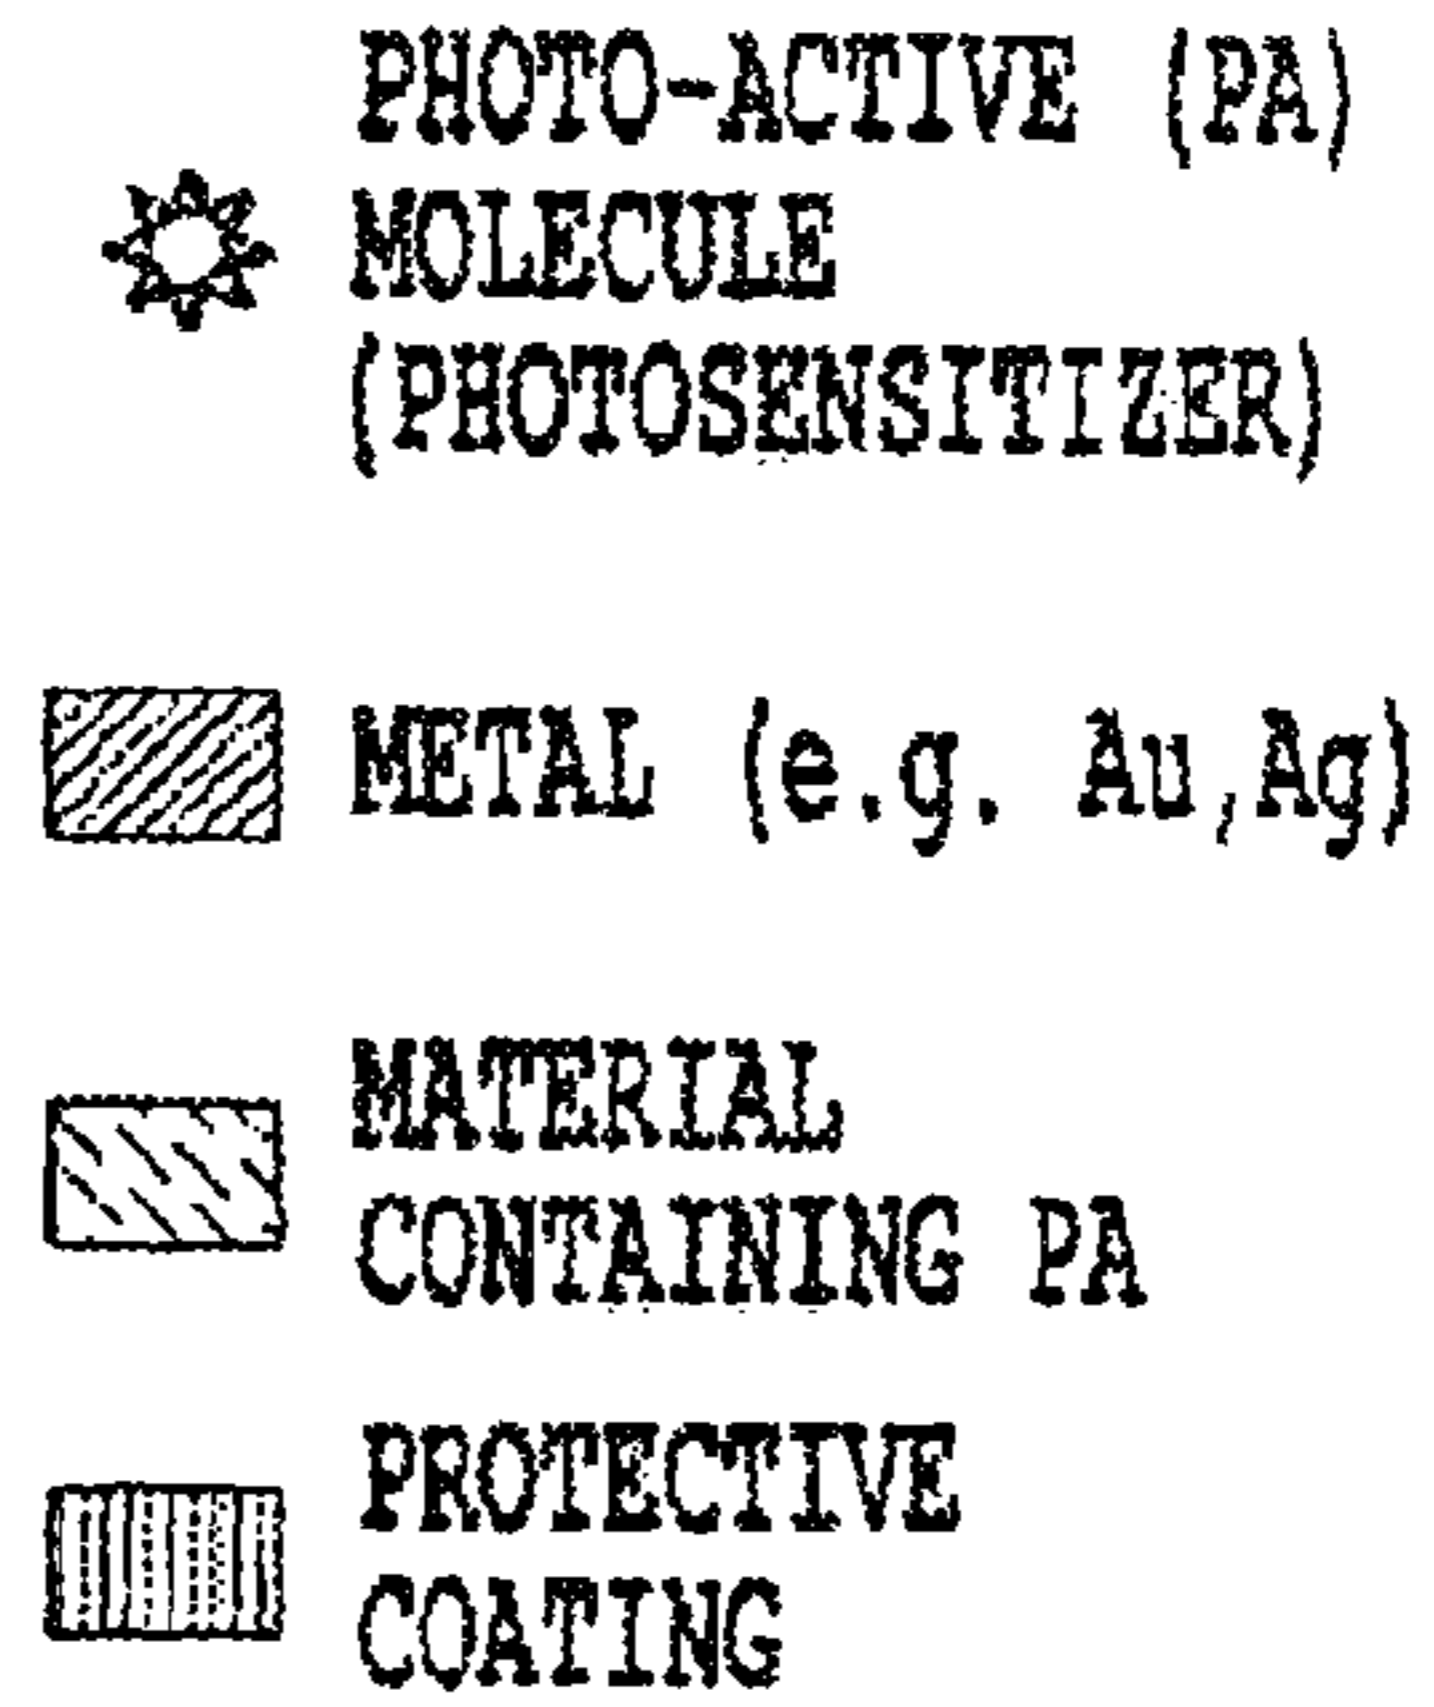 PHOTO-ACTIVE (PA)
MOLECULE
(PHOTOSENSITIZER)
METAL (e.g. Au,Ag)
MATERIAL
CONTAINING PA
PROTECTIVE
COATING